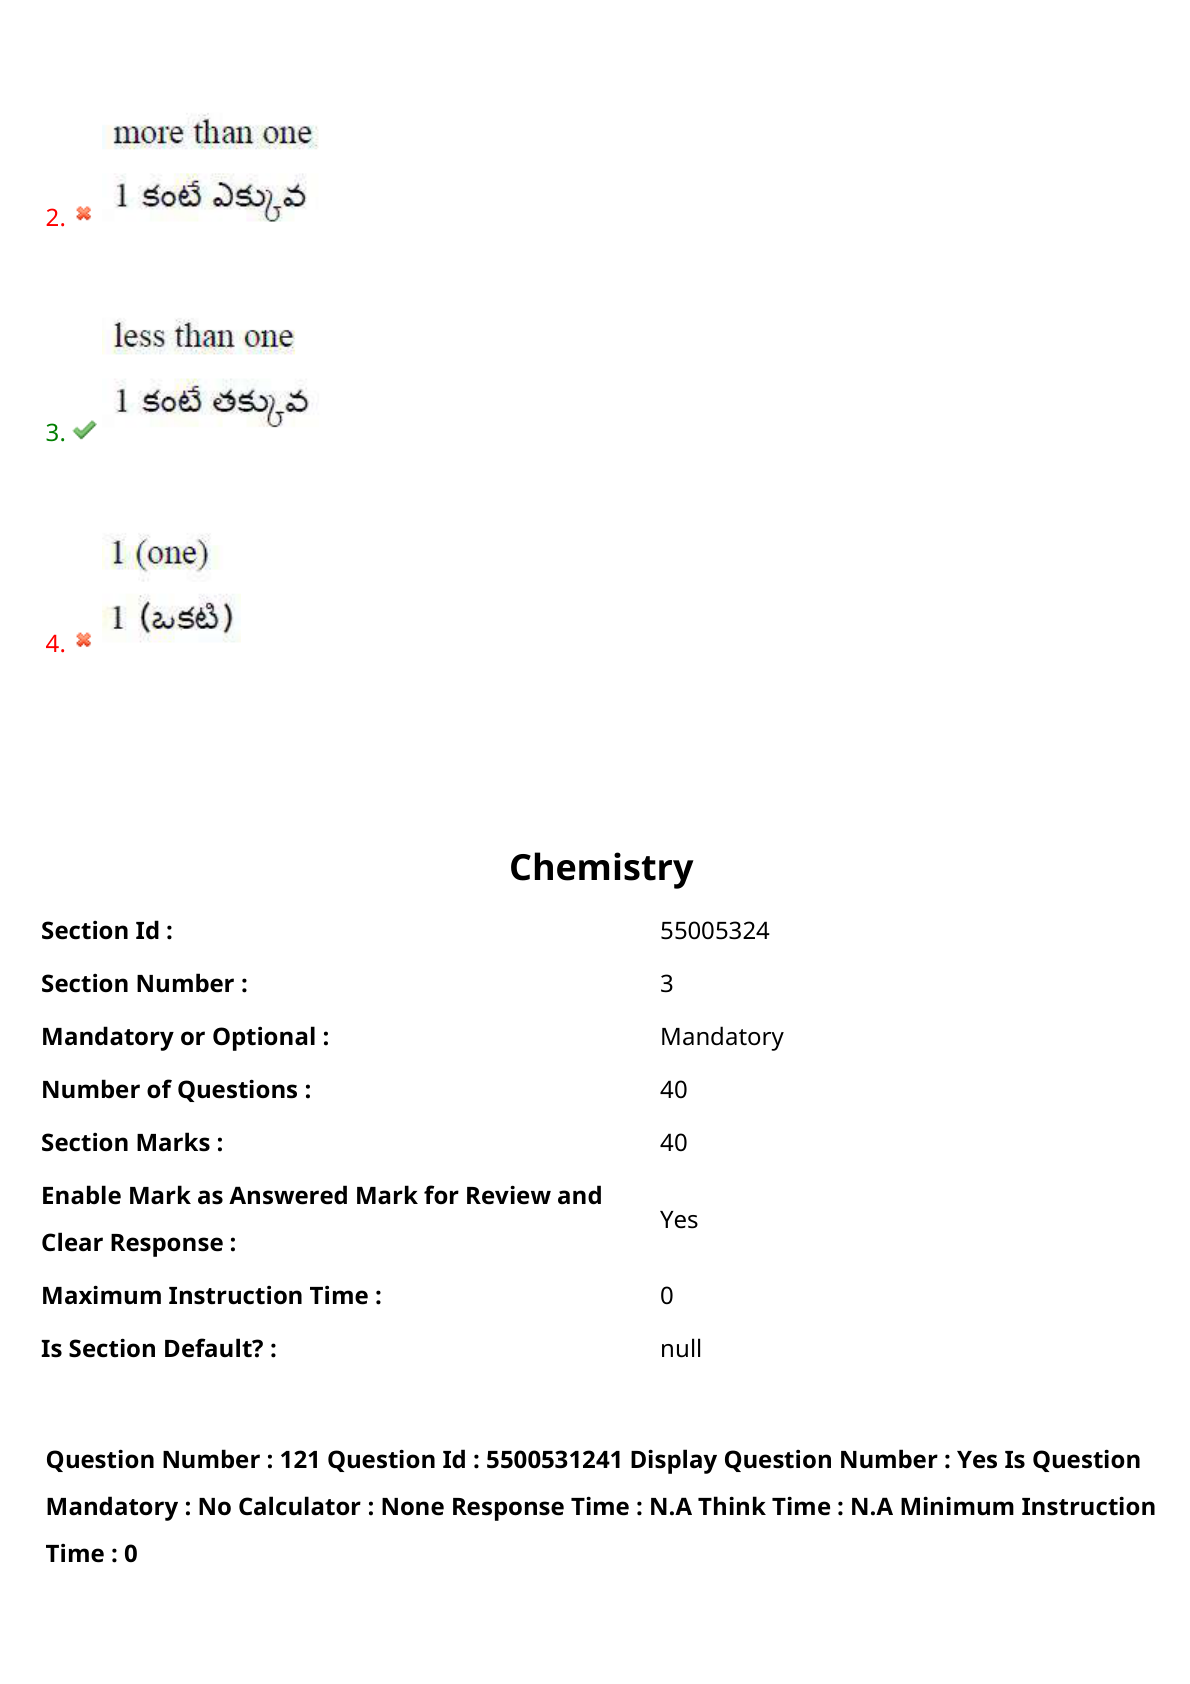 more than one
1 కంటే ఎక్కువ
2.
less than one
1 కంటే తక్కువ
3.
1 (one)
1 (ఒకటి)
4.
Chemistry
Section Id : 55005324
Section Number : 3
Mandatory or Optional : Mandatory
Number of Questions : 40
Section Marks : 40
Enable Mark as Answered Mark for Review and
Clear Response : Yes
Maximum Instruction Time : 0
Is Section Default? : null
Question Number : 121 Question Id : 5500531241 Display Question Number : Yes Is Question
Mandatory : No Calculator : None Response Time : N.A Think Time : N.A Minimum Instruction
Time : 0